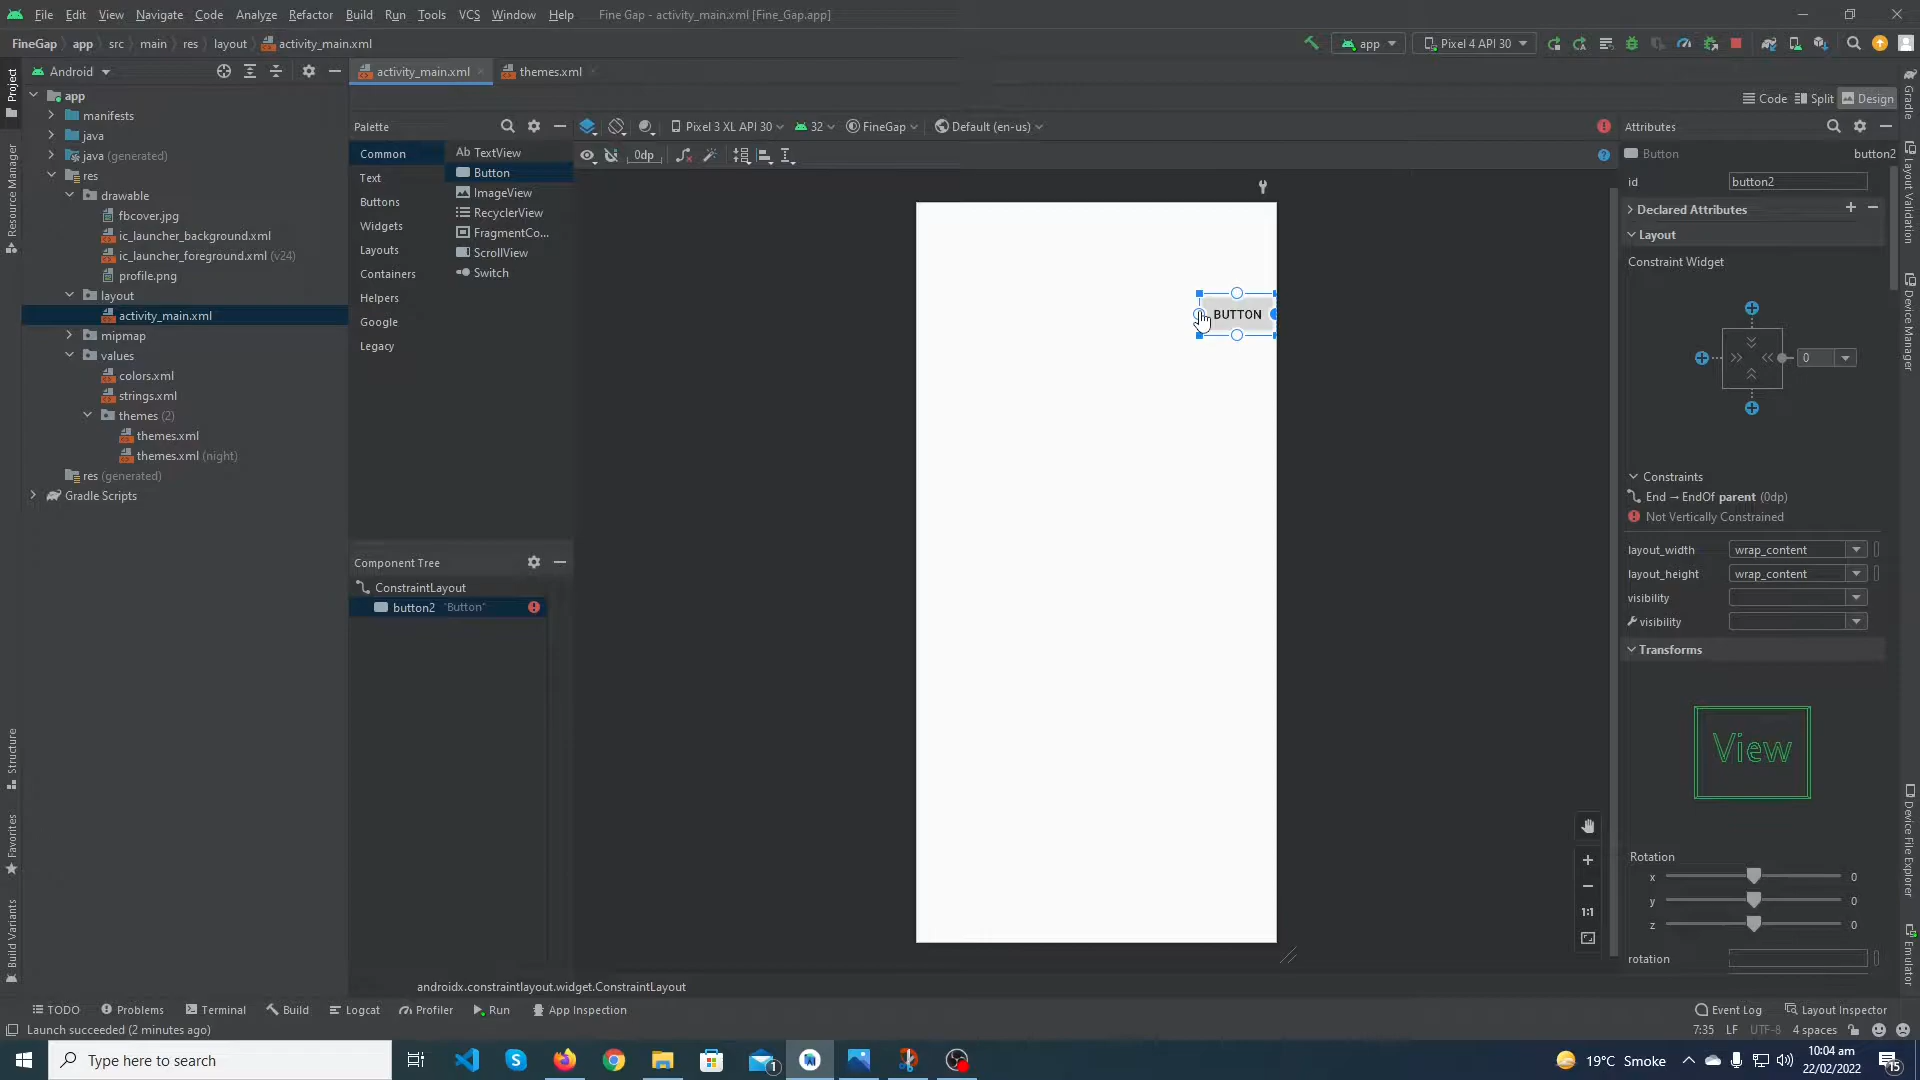 File Edit View Navigate Code Analyze Refactor Build Run Tools VCS Window Help Fine Gap - activity_main.xml [Fine_Gap.app]
FineGap app src main res layout activity_main.xml app Pixel 4 API 30
Project
Android
activity_main.xml
themes.xml
Gradle
Code
Split
Design
Palette
Pixel 3 XL API 30
32
FineGap
Default (en-us)
Attributes
app
manifests
java
java (generated)
res
drawable
fbcover.jpg
ic_launcher_background.xml
ic_launcher_foreground.xml (v24)
profile.png
layout
activity_main.xml
mipmap
values
colors.xml
strings.xml
themes (2)
themes.xml
themes.xml (night)
res (generated)
Gradle Scripts
Resource Manager
Structure
Favorites
Build Variants
Common
Text
Buttons
Widgets
Layouts
Containers
Helpers
Google
Legacy
Ab TextView
Button
ImageView
RecyclerView
FragmentCo...
ScrollView
Switch
0dp
BUTTON
1:1
Component Tree
ConstraintLayout
button2 "Button"
Button button2
id button2
Declared Attributes
Layout
Constraint Widget
0
Constraints
End → EndOf parent (0dp)
Not Vertically Constrained
layout_width wrap_content
layout_height wrap_content
visibility
visibility
Transforms
View
Rotation
x 0
y 0
z 0
rotation
Layout Validation
Device Manager
Device File Explorer
Emulator
androidx.constraintlayout.widget.ConstraintLayout
TODO Problems Terminal Build Logcat Profiler Run App Inspection Event Log Layout Inspector
Launch succeeded (2 minutes ago) 7:35 LF UTF-8 4 spaces
Type here to search
1
19°C Smoke
10:04 am
22/02/2022
15